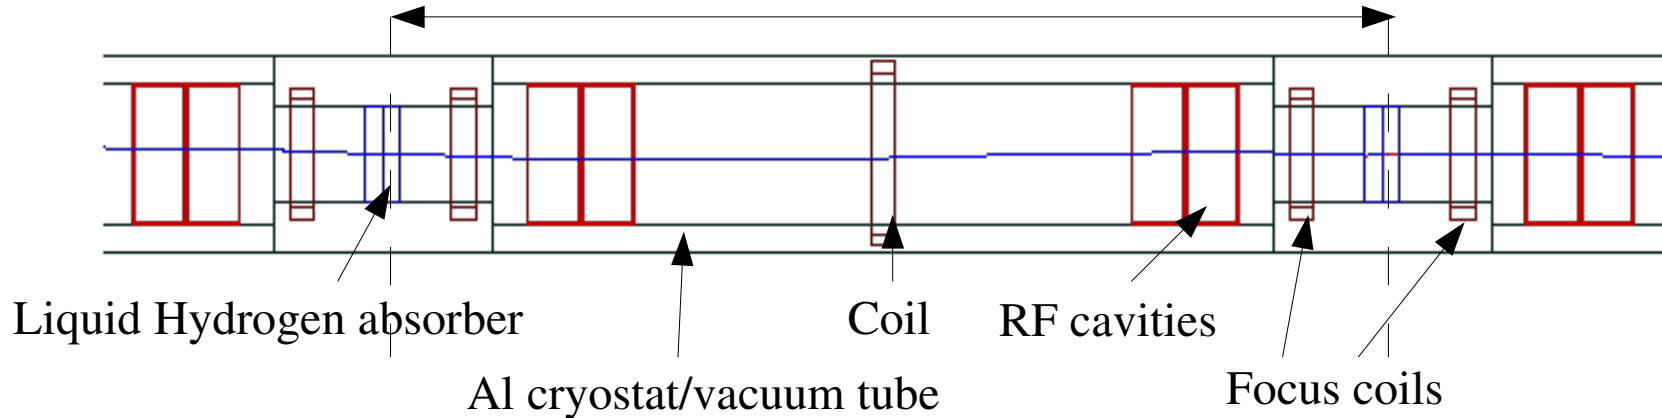 Liquid Hydrogen absorber
Coil
RF cavities
Al cryostat/vacuum tube
Focus coils